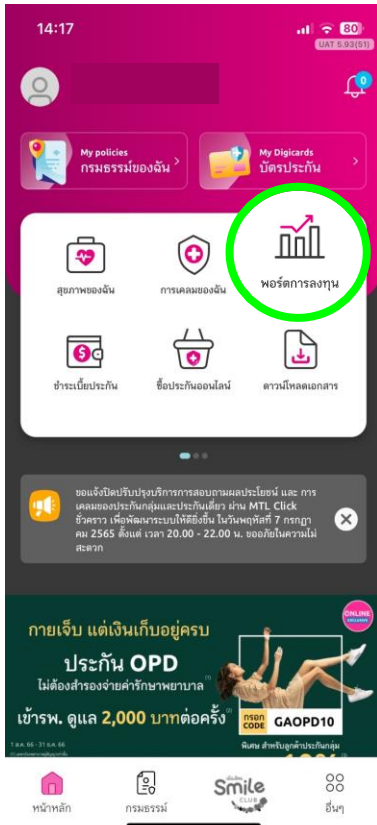 14:17
80
UAT 5.93(51)
0
My policies
กรมธรรม์ของฉัน
My Digicards
บัตรประกัน
สุขภาพของฉัน
การเคลมของฉัน
พอร์ตการลงทุน
ชำระเบี้ยประกัน
ซื้อประกันออนไลน์
ดาวน์โหลดเอกสาร
ขอแจ้งปิดปรับปรุงบริการการสอบถามผลประโยชน์ และ การ
เคลมของประกันกลุ่มและประกันเดี่ยว ผ่าน MTL Click
ชั่วคราว เพื่อพัฒนาระบบให้ดียิ่งขึ้น ในวันพฤหัสที่ 7 กรกฎา
คม 2565 ตั้งแต่ เวลา 20.00 - 22.00 น. ขออภัยในความไม่
สะดวก
ONLINE
EXCLUSIVE
กายเจ็บ แต่เงินเก็บอยู่ครบ
ประกัน OPD
ไม่ต้องสำรองจ่ายค่ารักษาพยาบาล(1)
เข้ารพ. ดูแล 2,000 บาทต่อครั้ง
กรอก
CODE
GAOPD10
1 ส.ค. 66 - 31 ธ.ค. 66
พิเศษ สำหรับลูกค้าประกันกลุ่ม
Smile
CLUB
หน้าหลัก
กรมธรรม์
อื่นๆ